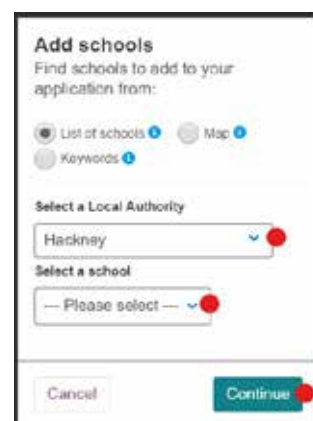 Add schools
Find schools to add to your
application from:
List of schools Map
Keywords
Select a Local Authority
Hackney
Select a school
--- Please select ---
Cancel Continue